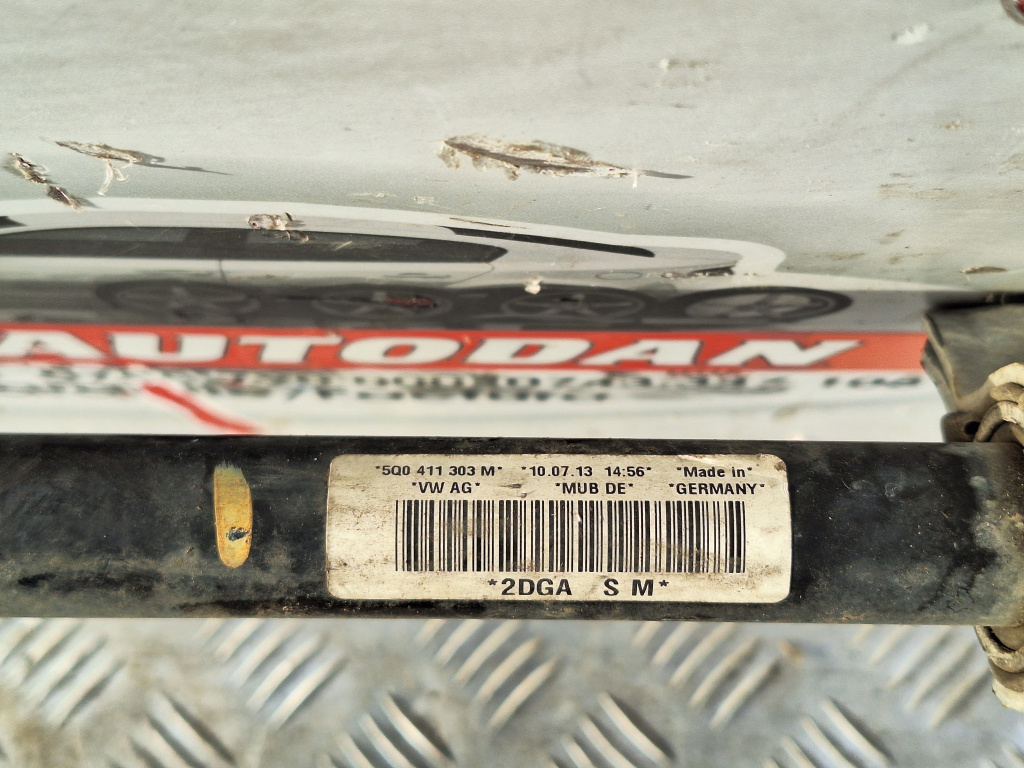 AUTODAN
*5Q0 411 303 M* *10.07.13 14:56* *Made in*
*VW AG* *MUB DE* *GERMANY*
*2DGA S M*